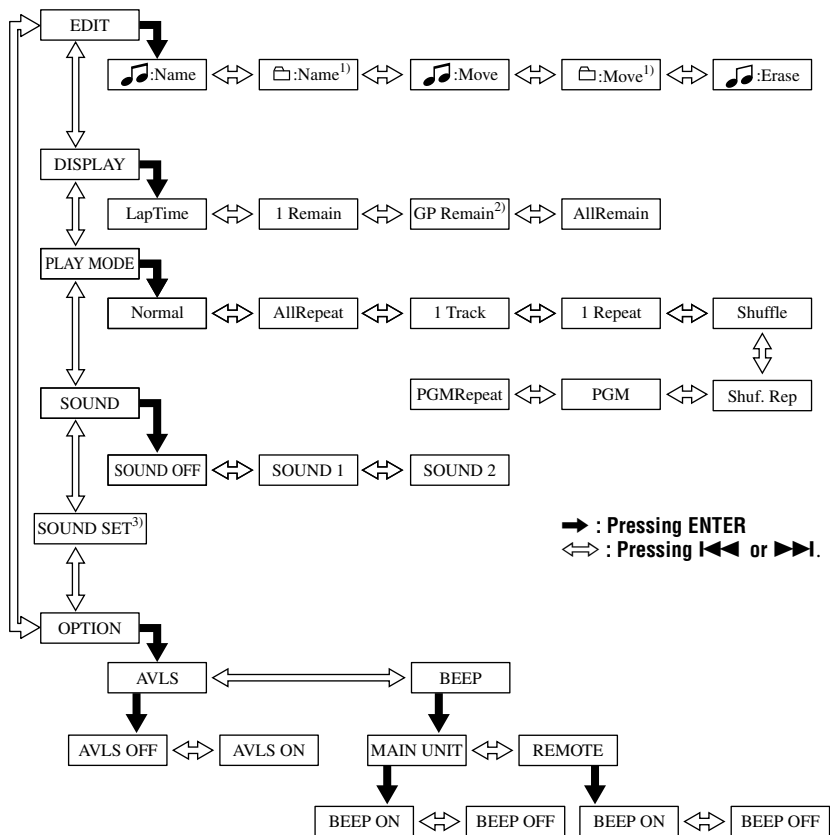 EDIT
:Name
:Name1)
:Move
:Move1)
:Erase
DISPLAY
LapTime
1 Remain
GP Remain2)
AllRemain
PLAY MODE
Normal
AllRepeat
1 Track
1 Repeat
Shuffle
PGMRepeat
PGM
Shuf. Rep
SOUND
SOUND OFF
SOUND 1
SOUND 2
SOUND SET3)
: Pressing ENTER
: Pressing or .
OPTION
AVLS
BEEP
AVLS OFF
AVLS ON
MAIN UNIT
REMOTE
BEEP ON
BEEP OFF
BEEP ON
BEEP OFF